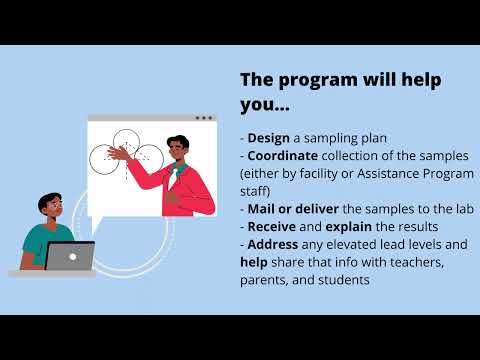 The program will help
you...
- Design a sampling plan
- Coordinate collection of the samples
(either by facility or Assistance Program
staff)
- Mail or deliver the samples to the lab
- Receive and explain the results
- Address any elevated lead levels and
help share that info with teachers,
parents, and students